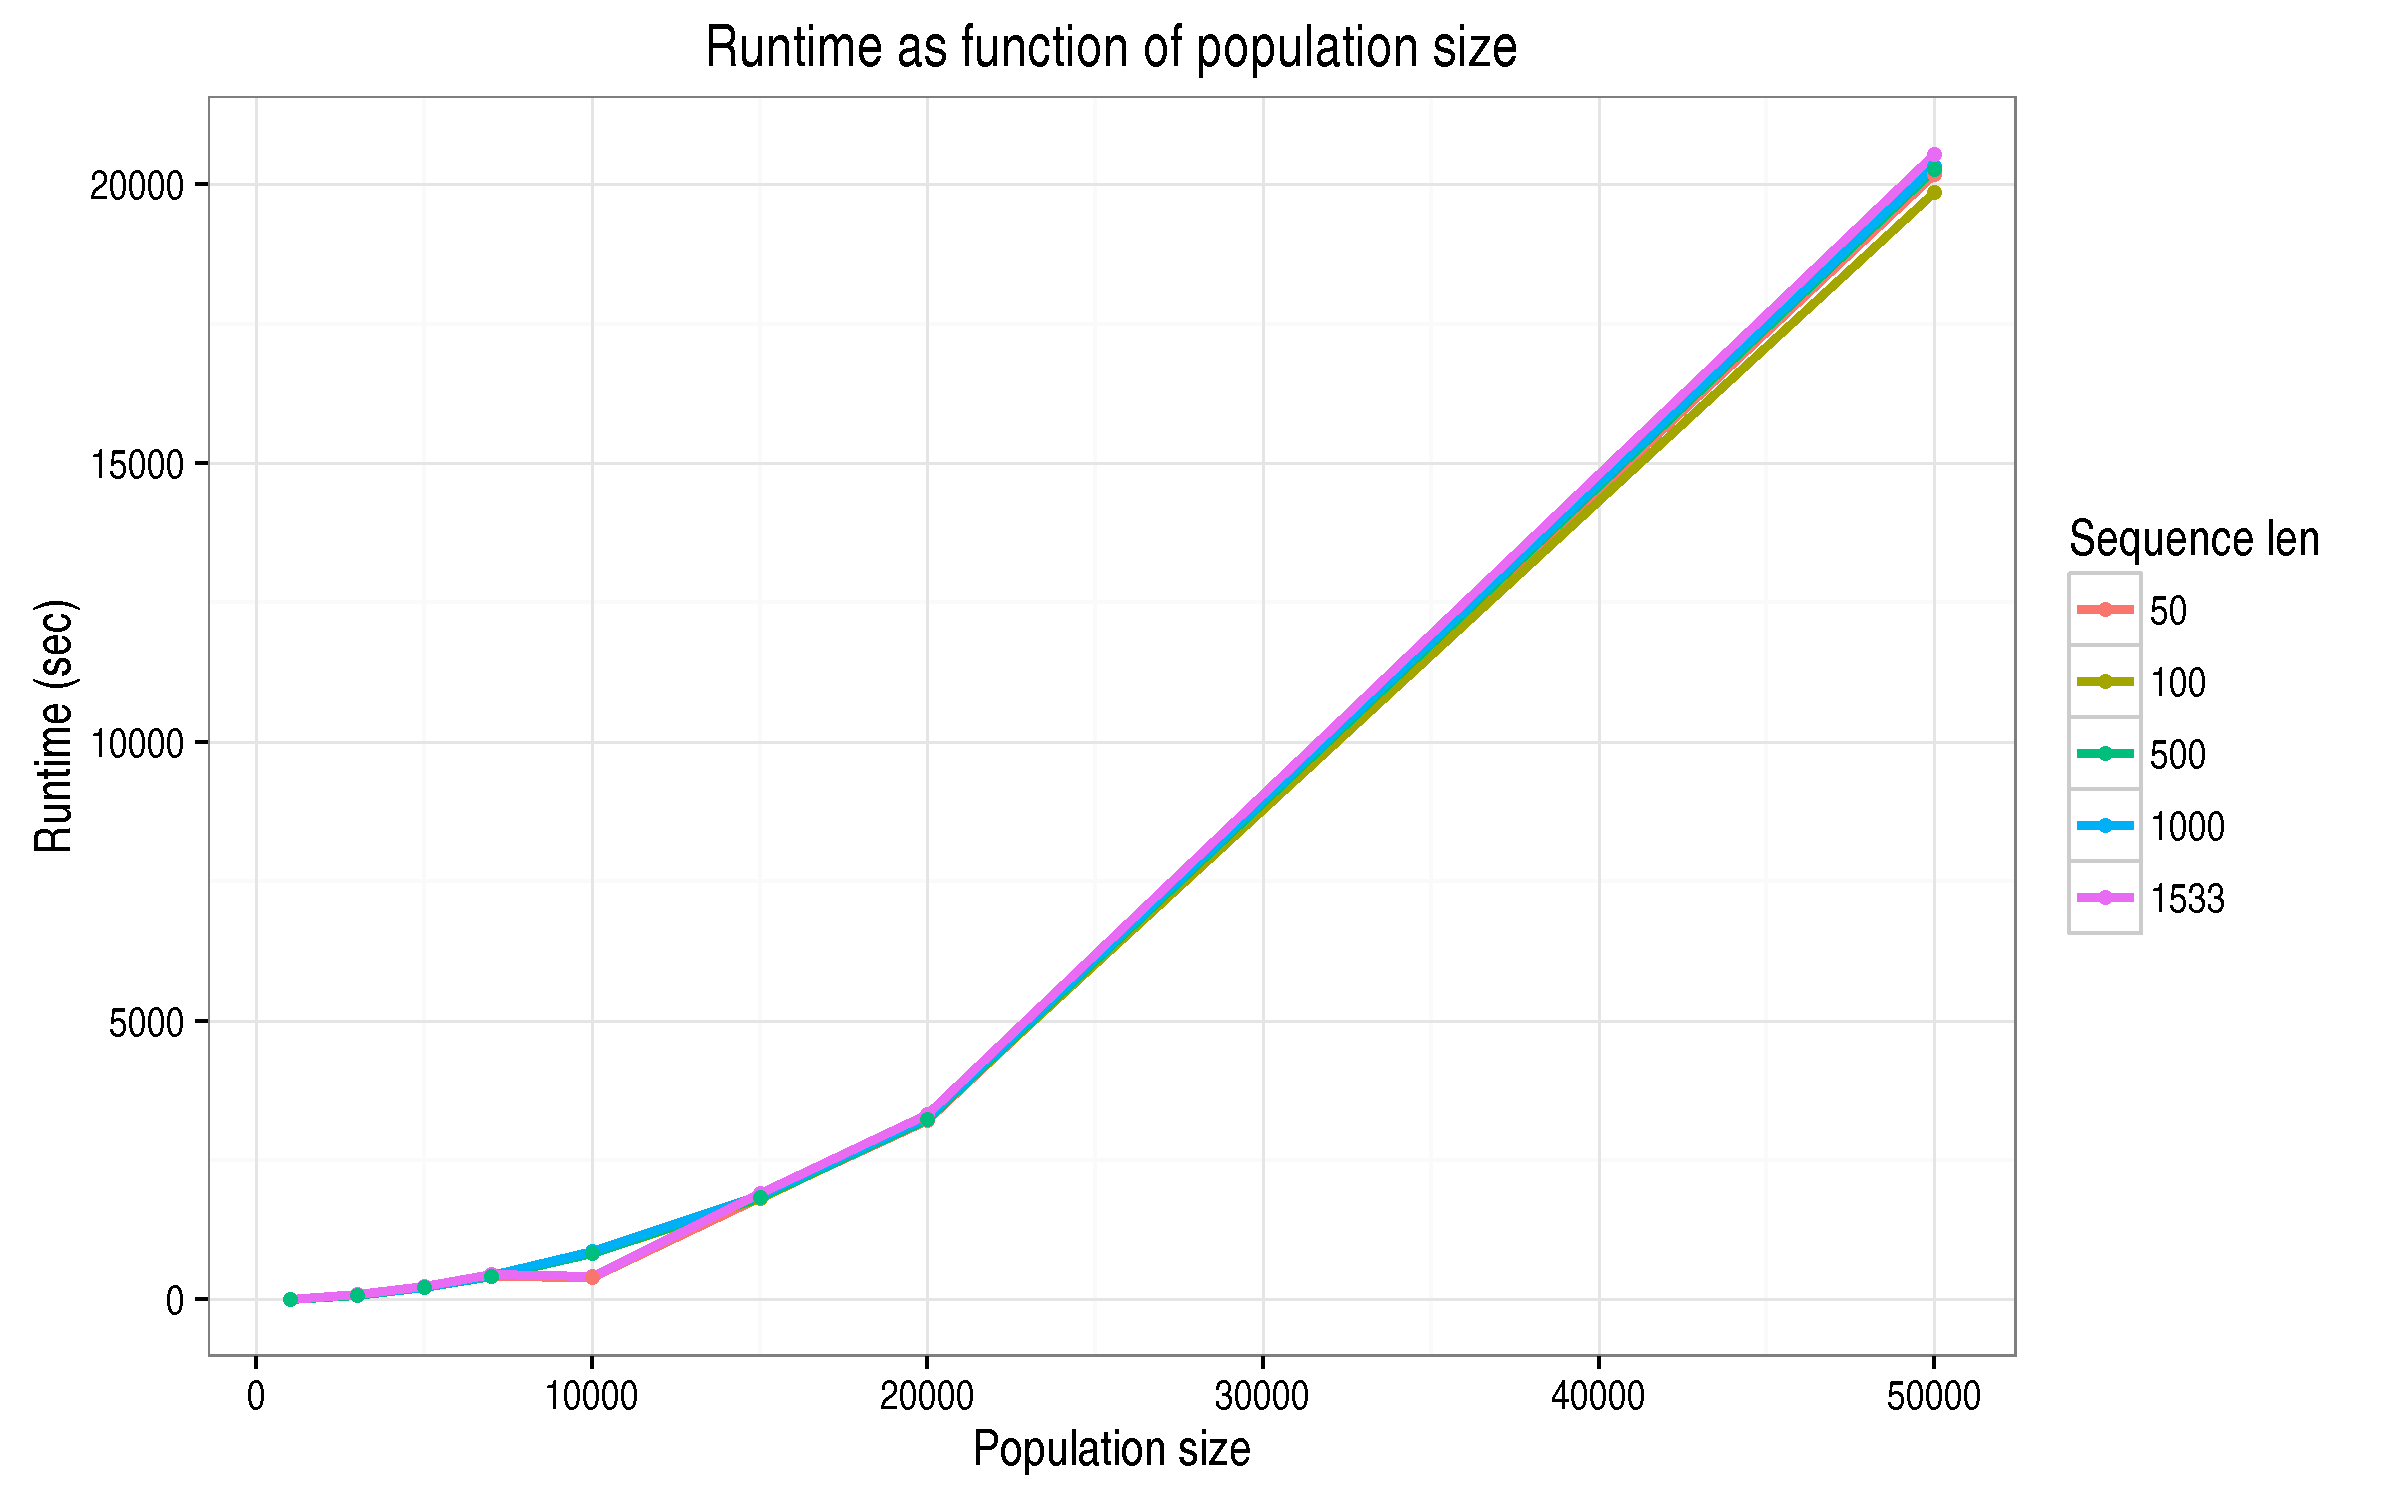 Runtime as function of population size
Runtime (sec)
20000
15000
10000
5000
0
0 10000 20000 30000 40000 50000
Population size
Sequence len
50
100
500
1000
1533